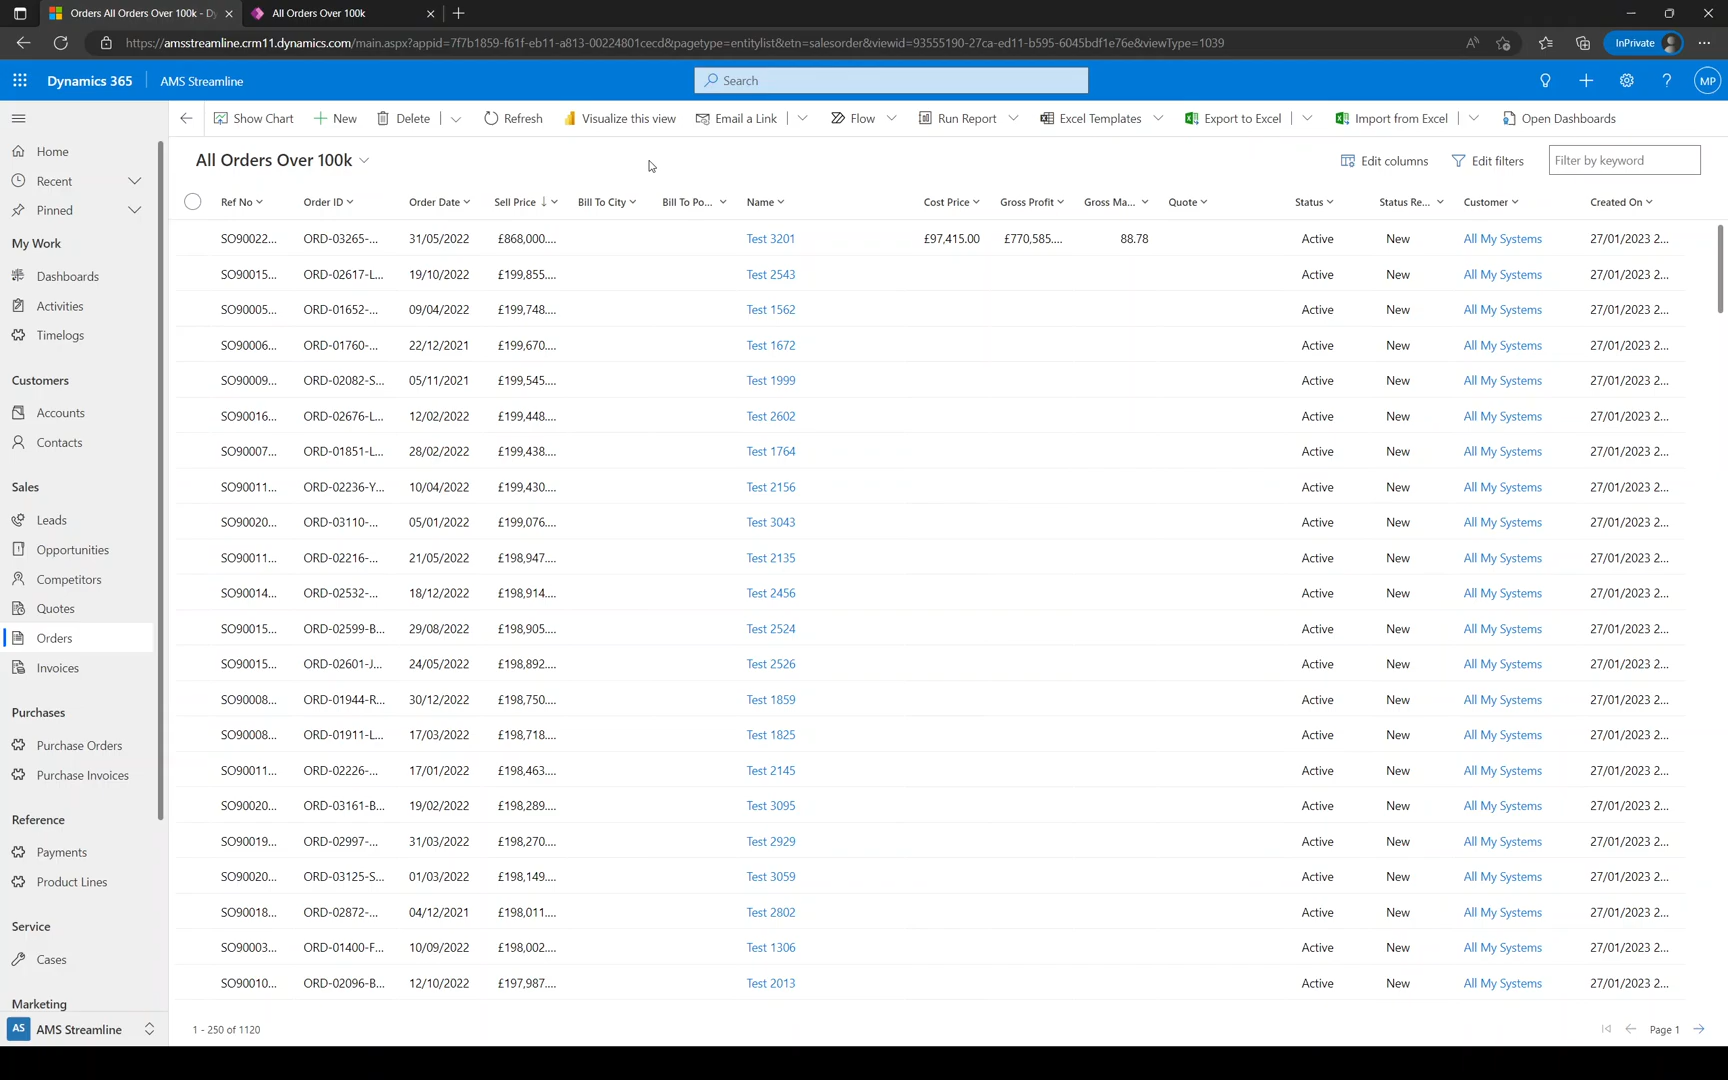 Orders All Orders Over 100k - Dy
All Orders Over 100k
https://amsstreamline.crm11.dynamics.com/main.aspx?appid=7f7b1859-f61f-eb11-a813-00224801cecd&pagetype=entitylist&etn=salesorder&viewid=93555190-27ca-ed11-b595-6045bdf1e76e&viewType=1039
InPrivate
Dynamics 365
AMS Streamline
Search
MP
Show Chart
New
Delete
Refresh
Visualize this view
Email a Link
Flow
Run Report
Excel Templates
Export to Excel
Import from Excel
Open Dashboards
Home
Recent
Pinned
My Work
Dashboards
Activities
Timelogs
Customers
Accounts
Contacts
Sales
Leads
Opportunities
Competitors
Quotes
Orders
Invoices
Purchases
Purchase Orders
Purchase Invoices
Reference
Payments
Product Lines
Service
Cases
Marketing
AS AMS Streamline
All Orders Over 100k
Edit columns
Edit filters
Filter by keyword
Ref No Order ID Order Date Sell Price ↓ Bill To City Bill To Po... Name Cost Price Gross Profit Gross Ma... Quote Status Status Re... Customer Created On
SO90022... ORD-03265-... 31/05/2022 £868,000.... Test 3201 £97,415.00 £770,585.... 88.78 Active New All My Systems 27/01/2023 2...
SO90015... ORD-02617-L... 19/10/2022 £199,855.... Test 2543 Active New All My Systems 27/01/2023 2...
SO90005... ORD-01652-... 09/04/2022 £199,748.... Test 1562 Active New All My Systems 27/01/2023 2...
SO90006... ORD-01760-... 22/12/2021 £199,670.... Test 1672 Active New All My Systems 27/01/2023 2...
SO90009... ORD-02082-S... 05/11/2021 £199,545.... Test 1999 Active New All My Systems 27/01/2023 2...
SO90016... ORD-02676-L... 12/02/2022 £199,448.... Test 2602 Active New All My Systems 27/01/2023 2...
SO90007... ORD-01851-L... 28/02/2022 £199,438.... Test 1764 Active New All My Systems 27/01/2023 2...
SO90011... ORD-02236-Y... 10/04/2022 £199,430.... Test 2156 Active New All My Systems 27/01/2023 2...
SO90020... ORD-03110-... 05/01/2022 £199,076.... Test 3043 Active New All My Systems 27/01/2023 2...
SO90011... ORD-02216-... 21/05/2022 £198,947.... Test 2135 Active New All My Systems 27/01/2023 2...
SO90014... ORD-02532-... 18/12/2022 £198,914.... Test 2456 Active New All My Systems 27/01/2023 2...
SO90015... ORD-02599-B... 29/08/2022 £198,905.... Test 2524 Active New All My Systems 27/01/2023 2...
SO90015... ORD-02601-J... 24/05/2022 £198,892.... Test 2526 Active New All My Systems 27/01/2023 2...
SO90008... ORD-01944-R... 30/12/2022 £198,750.... Test 1859 Active New All My Systems 27/01/2023 2...
SO90008... ORD-01911-L... 17/03/2022 £198,718.... Test 1825 Active New All My Systems 27/01/2023 2...
SO90011... ORD-02226-... 17/01/2022 £198,463.... Test 2145 Active New All My Systems 27/01/2023 2...
SO90020... ORD-03161-B... 19/02/2022 £198,289.... Test 3095 Active New All My Systems 27/01/2023 2...
SO90019... ORD-02997-... 31/03/2022 £198,270.... Test 2929 Active New All My Systems 27/01/2023 2...
SO90020... ORD-03125-S... 01/03/2022 £198,149.... Test 3059 Active New All My Systems 27/01/2023 2...
SO90018... ORD-02872-... 04/12/2021 £198,011.... Test 2802 Active New All My Systems 27/01/2023 2...
SO90003... ORD-01400-F... 10/09/2022 £198,002.... Test 1306 Active New All My Systems 27/01/2023 2...
SO90010... ORD-02096-B... 12/10/2022 £197,987.... Test 2013 Active New All My Systems 27/01/2023 2...
1 - 250 of 1120
Page 1